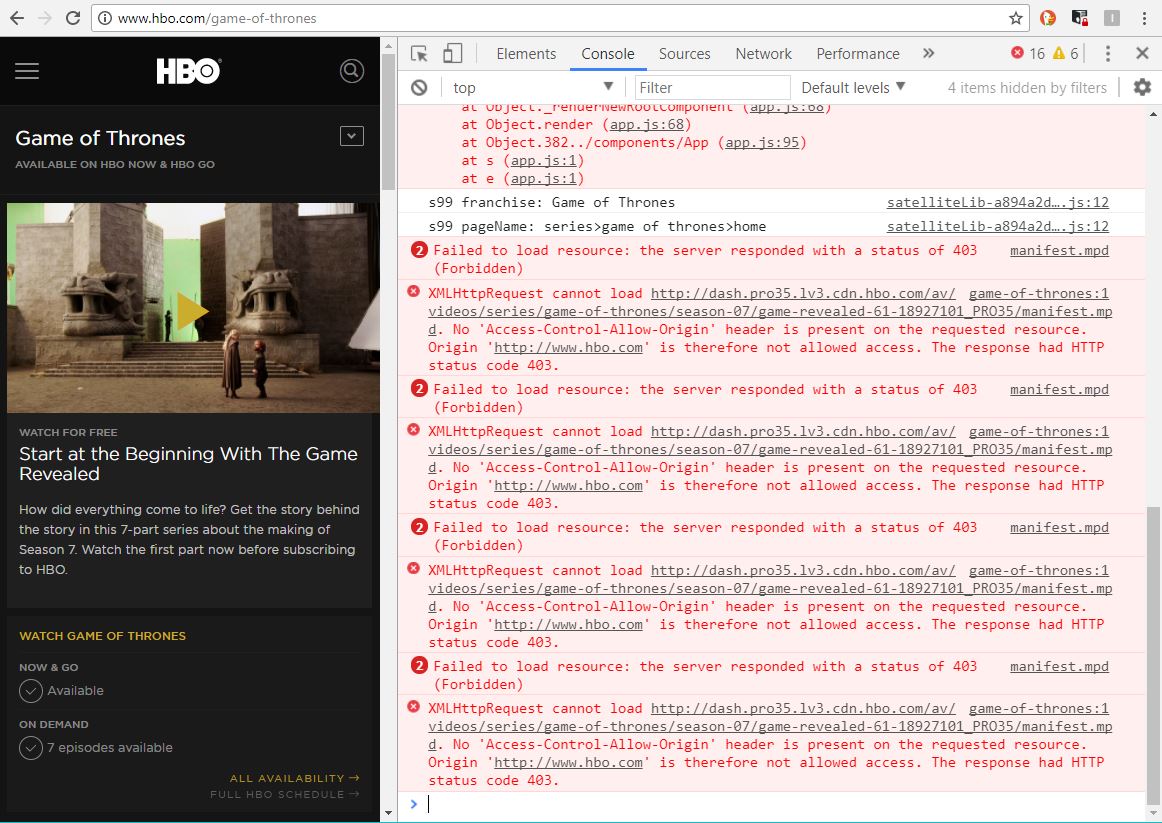 www.hbo.com/game-of-thrones
HBO
Game of Thrones
AVAILABLE ON HBO NOW & HBO GO
WATCH FOR FREE
Start at the Beginning With The Game
Revealed
How did everything come to life? Get the story behind
the story in this 7-part series about the making of
Season 7. Watch the first part now before subscribing
to HBO.
WATCH GAME OF THRONES
NOW & GO
Available
ON DEMAND
7 episodes available
ALL AVAILABILITY →
FULL HBO SCHEDULE →
Elements Console Sources Network Performance » 16 6
top Filter Default levels 4 items hidden by filters
at Object._renderNewRootComponent (app.js:68)
at Object.render (app.js:68)
at Object.382../components/App (app.js:95)
at s (app.js:1)
at e (app.js:1)
s99 franchise: Game of Thrones satelliteLib-a894a2d….js:12
s99 pageName: series>game of thrones>home satelliteLib-a894a2d….js:12
2 Failed to load resource: the server responded with a status of 403 manifest.mpd
(Forbidden)
XMLHttpRequest cannot load http://dash.pro35.lv3.cdn.hbo.com/av/ game-of-thrones:1
videos/series/game-of-thrones/season-07/game-revealed-61-18927101_PRO35/manifest.mp
d. No 'Access-Control-Allow-Origin' header is present on the requested resource.
Origin 'http://www.hbo.com' is therefore not allowed access. The response had HTTP
status code 403.
2 Failed to load resource: the server responded with a status of 403 manifest.mpd
(Forbidden)
XMLHttpRequest cannot load http://dash.pro35.lv3.cdn.hbo.com/av/ game-of-thrones:1
videos/series/game-of-thrones/season-07/game-revealed-61-18927101_PRO35/manifest.mp
d. No 'Access-Control-Allow-Origin' header is present on the requested resource.
Origin 'http://www.hbo.com' is therefore not allowed access. The response had HTTP
status code 403.
2 Failed to load resource: the server responded with a status of 403 manifest.mpd
(Forbidden)
XMLHttpRequest cannot load http://dash.pro35.lv3.cdn.hbo.com/av/ game-of-thrones:1
videos/series/game-of-thrones/season-07/game-revealed-61-18927101_PRO35/manifest.mp
d. No 'Access-Control-Allow-Origin' header is present on the requested resource.
Origin 'http://www.hbo.com' is therefore not allowed access. The response had HTTP
status code 403.
2 Failed to load resource: the server responded with a status of 403 manifest.mpd
(Forbidden)
XMLHttpRequest cannot load http://dash.pro35.lv3.cdn.hbo.com/av/ game-of-thrones:1
videos/series/game-of-thrones/season-07/game-revealed-61-18927101_PRO35/manifest.mp
d. No 'Access-Control-Allow-Origin' header is present on the requested resource.
Origin 'http://www.hbo.com' is therefore not allowed access. The response had HTTP
status code 403.